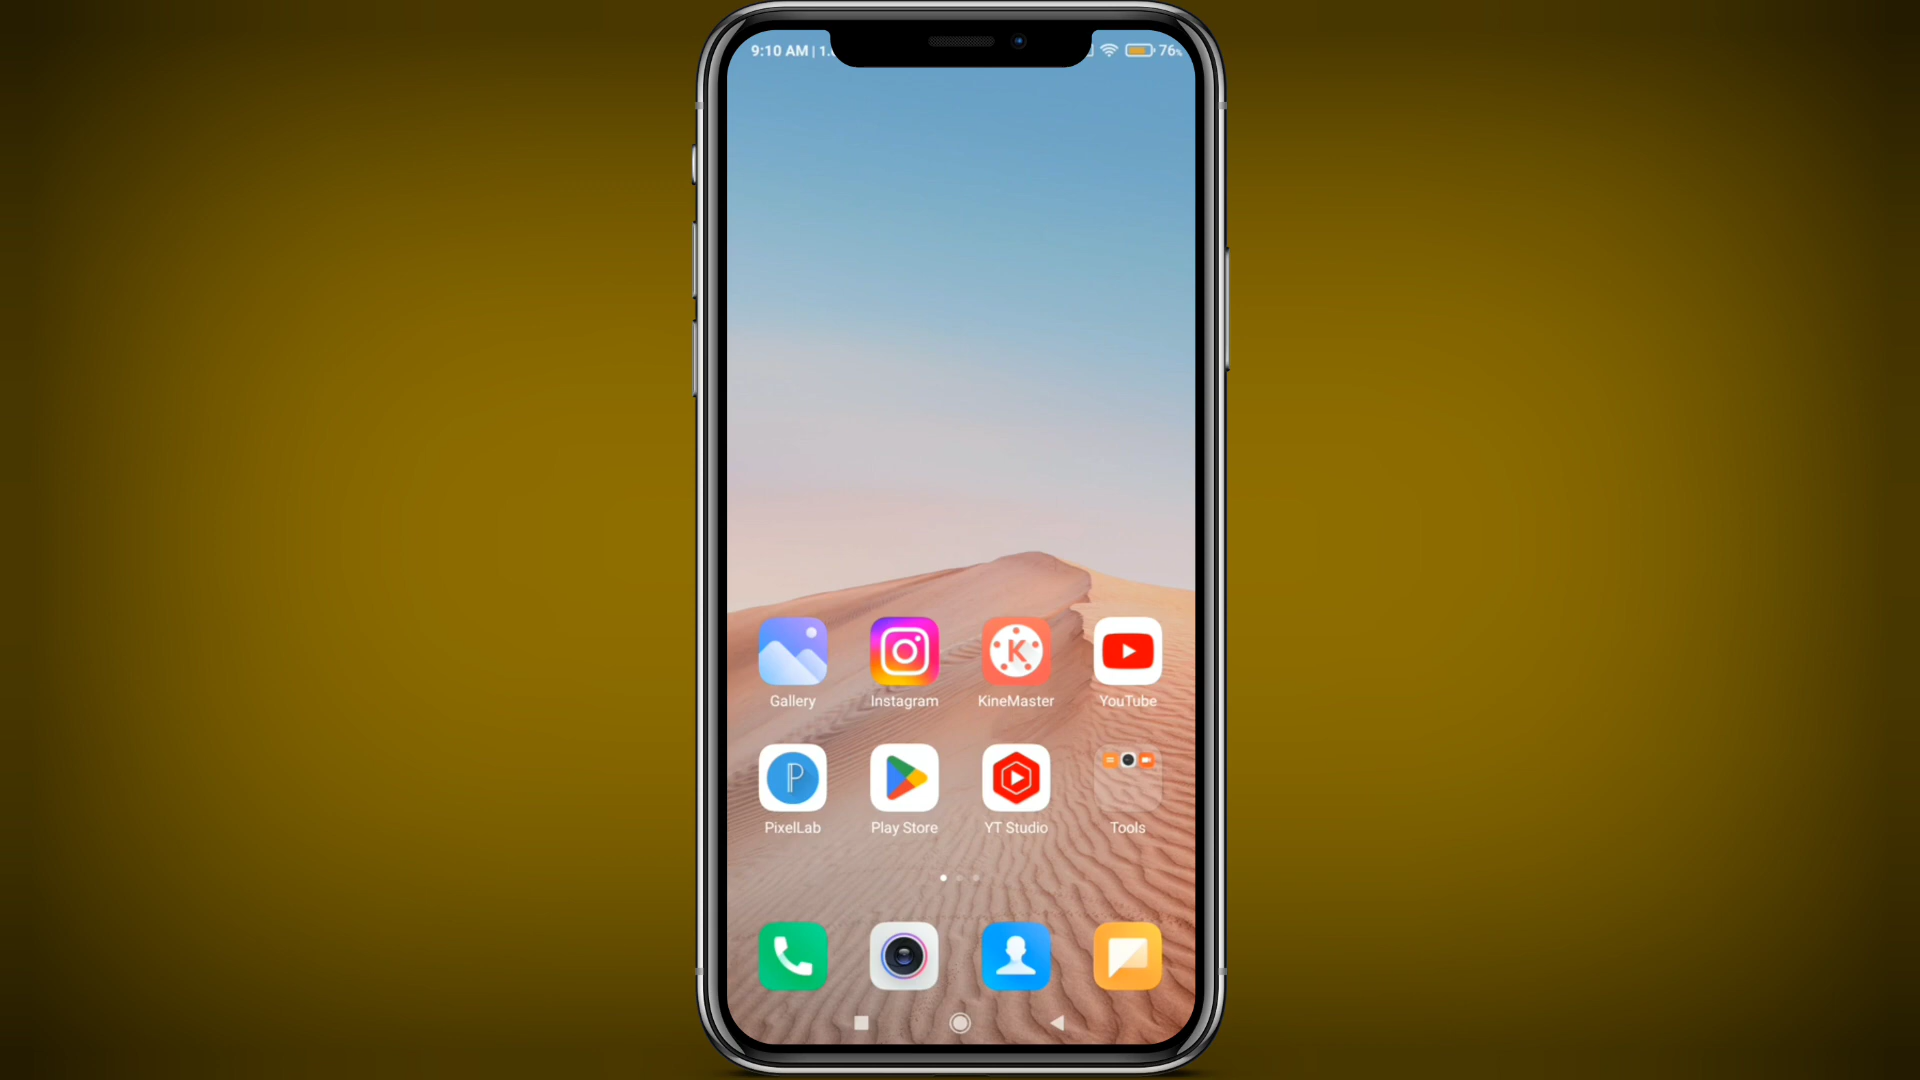 9:10 AM | 1. 76%
Gallery Instagram KineMaster YouTube
PixelLab Play Store YT Studio Tools